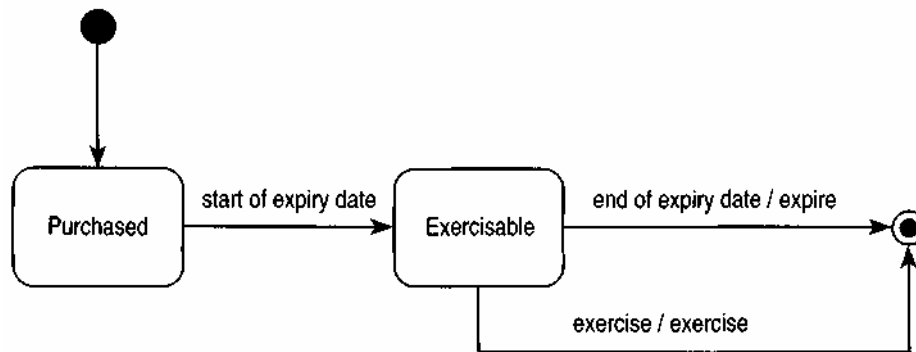 start of expiry date
end of expiry date / expire
Purchased
Exercisable
exercise / exercise